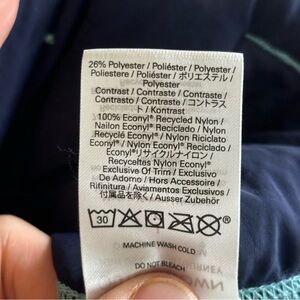 26% Polyester / Poliéster / Polyester /
Poliestere / Poliéster / ポリエステル /
Polyester
Contrast / Contraste / Contraste /
Contrasto / Contraste / コントラス
ト / Kontrast
100% Econyl® Recycled Nylon /
Nailon Econyl® Reciclado / Nylon
Recyclé Econyl® / Nylon Riciclato
Econyl® / Nylon Reciclado
Econyl®リサイクルナイロン /
Recyceltes Nylon Econyl®
Exclusive Of Trim / Exclusivo
De Adorno / Hors Accessoire /
Rifinitura / Aviamentos Exclusivos /
付属品を除く / Ausser Zubehör
30
MACHINE WASH COLD
DO NOT BLEACH